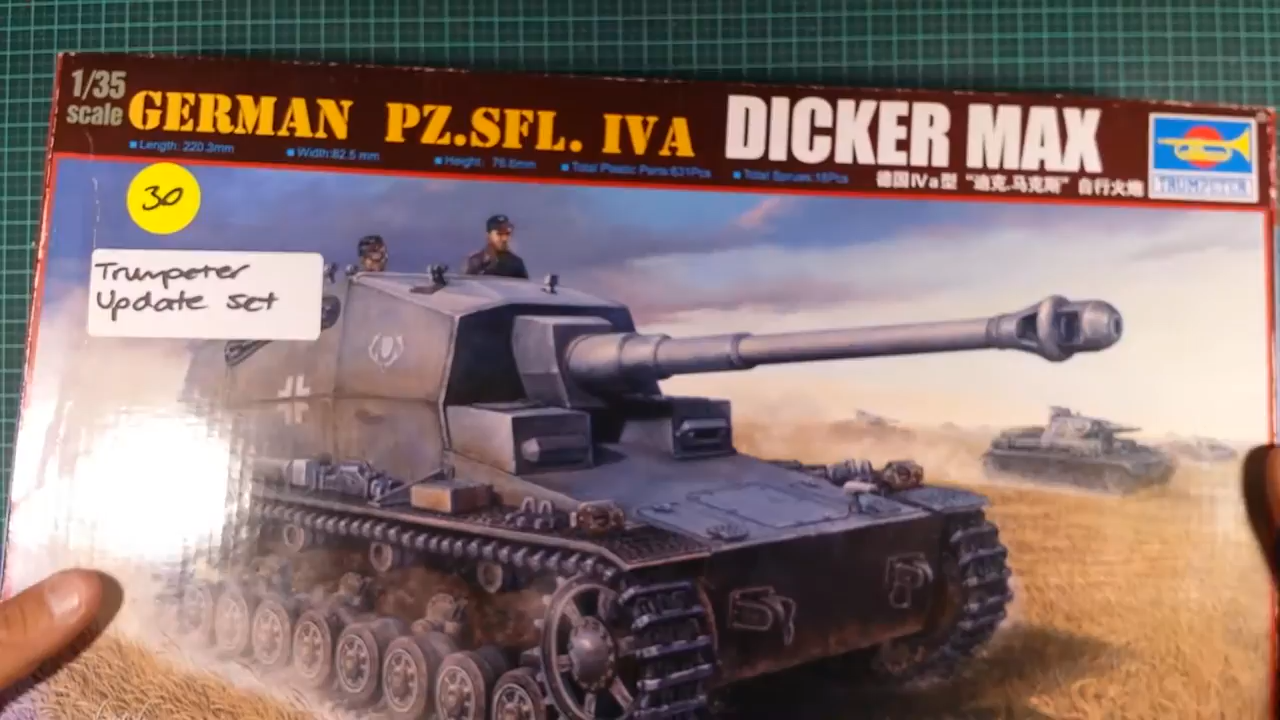 1/35
scale
GERMAN PZ.SFL. IVA
DICKER MAX
Length: 220.3mm
Width:82.5 mm
Height: 76.6mm
Total Plastic Parts:631Pcs
Total Sprues:18Pcs
德国IVa型 “迪克.马克斯” 自行火炮
TRUMPETER
30
Trumpeter
Update set